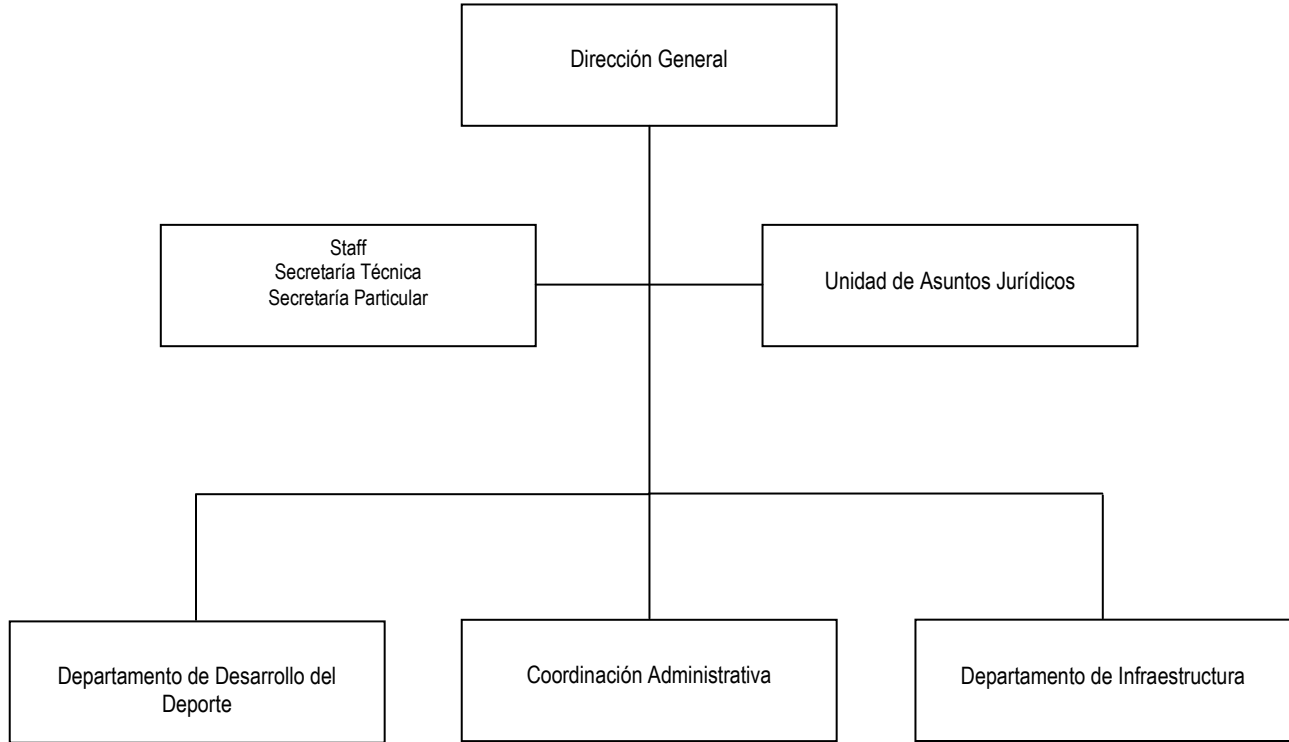 Dirección General
Staff
Secretaría Técnica
Secretaría Particular
Unidad de Asuntos Jurídicos
Departamento de Desarrollo del
Deporte
Coordinación Administrativa
Departamento de Infraestructura